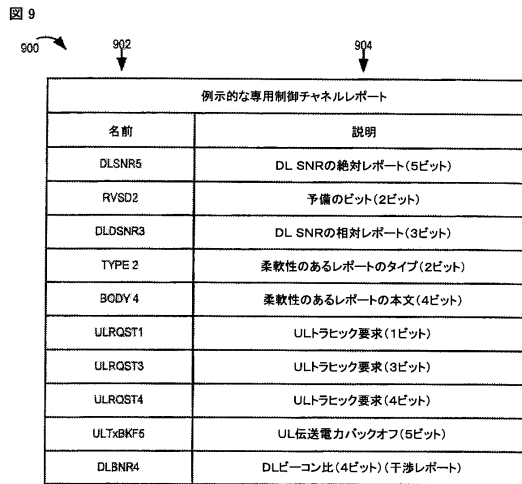 図 9
900
902
904
例示的な専用制御チャネルレポート
名前 説明
DLSNR5 DL SNRの絶対レポート(5ビット)
RVSD2 予備のビット(2ビット)
DLDSNR3 DL SNRの相対レポート(3ビット)
TYPE 2 柔軟性のあるレポートのタイプ(2ビット)
BODY 4 柔軟性のあるレポートの本文(4ビット)
ULRQST1 ULトラヒック要求(1ビット)
ULRQST3 ULトラヒック要求(3ビット)
ULRQST4 ULトラヒック要求(4ビット)
ULTxBKF5 UL伝送電力バックオフ(5ビット)
DLBNR4 DLビーコン比(4ビット)(干渉レポート)